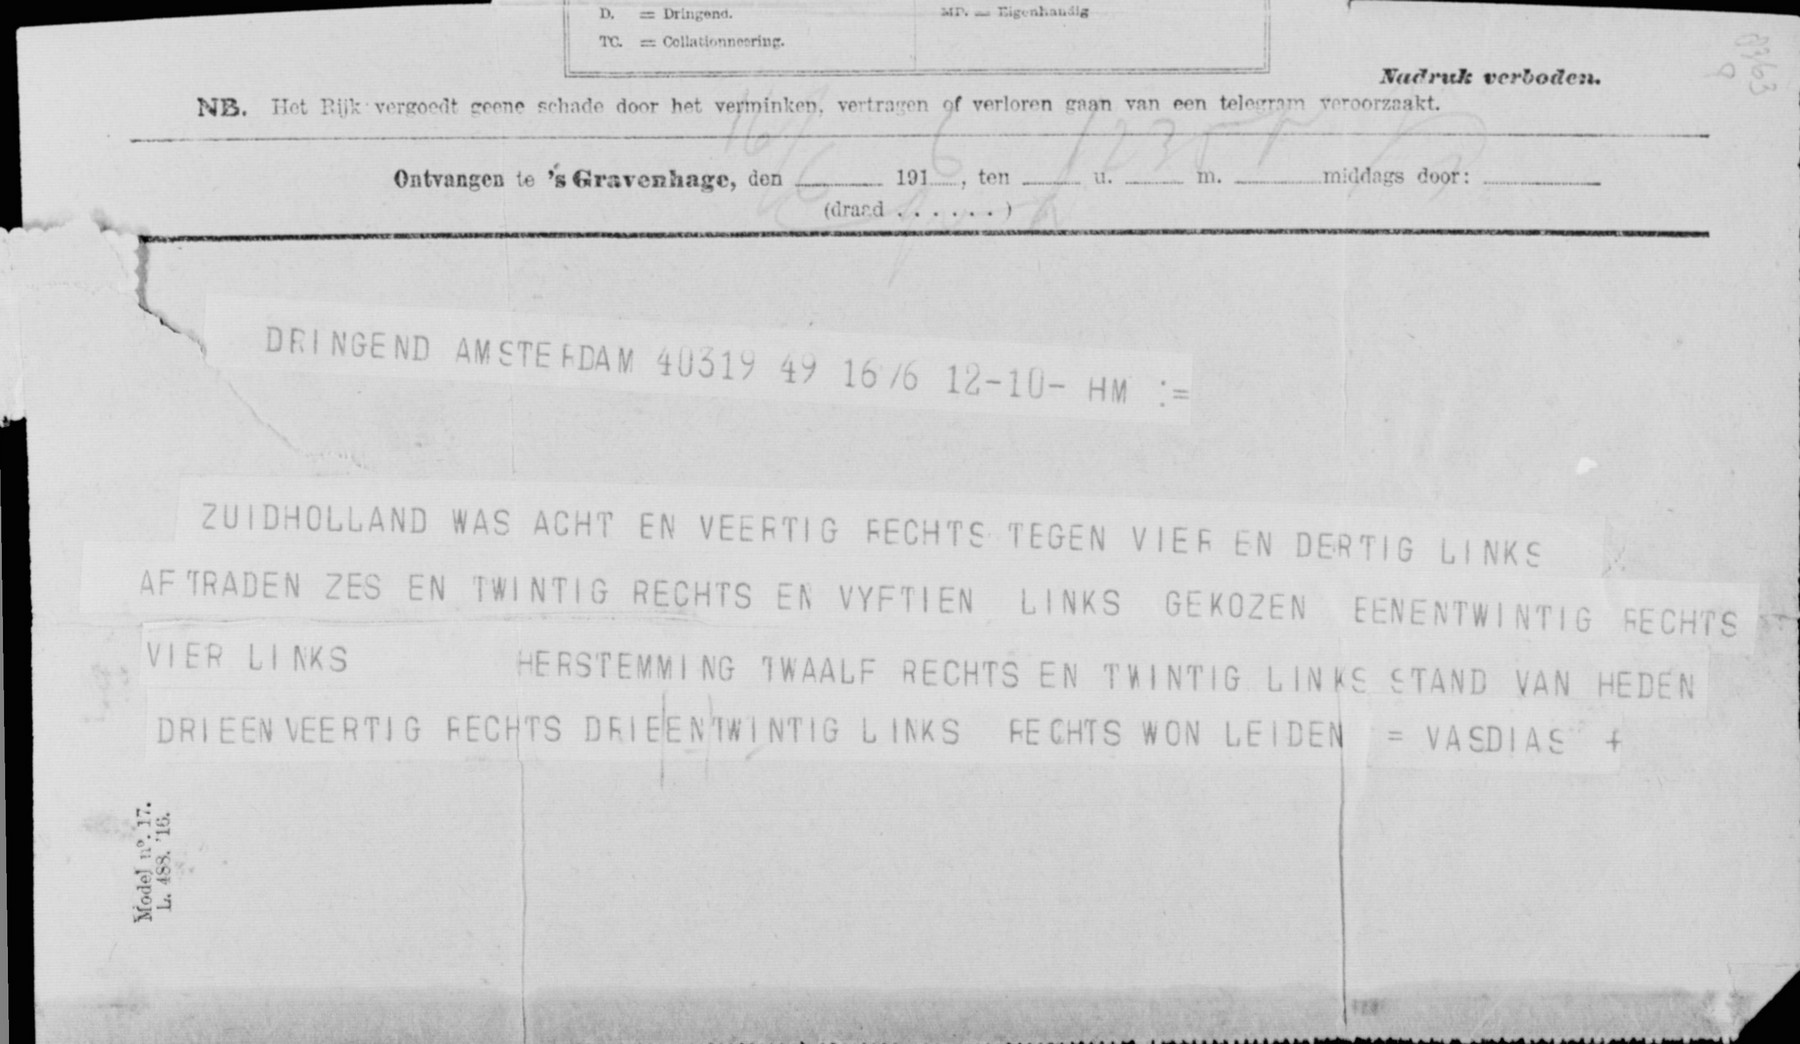 D. = Dringend.
MP. = Eigenhandig
TC. = Collationneering.
Nadruk verboden.
NB. Het Rijk vergoedt geene schade door het verminken, vertragen of verloren gaan van een telegram veroorzaakt.
Ontvangen te 's Gravenhage, den 191 , ten u. m. middags door:
(draad . . . . . . )
DRINGEND AMSTERDAM 40319 49 16/6 12-10- HM :=
ZUIDHOLLAND WAS ACHT EN VEERTIG RECHTS TEGEN VIER EN DERTIG LINKS
AFTRADEN ZES EN TWINTIG RECHTS EN VYFTIEN LINKS GEKOZEN EENENTWINTIG RECHTS
VIER LINKS HERSTEMMING TWAALF RECHTS EN TWINTIG LINKS STAND VAN HEDEN
DRIEENVEERTIG RECHTS DRIEENTWINTIG LINKS RECHTS WON LEIDEN = VASDIAS +
Model nº. 17.
L. 488. '16.